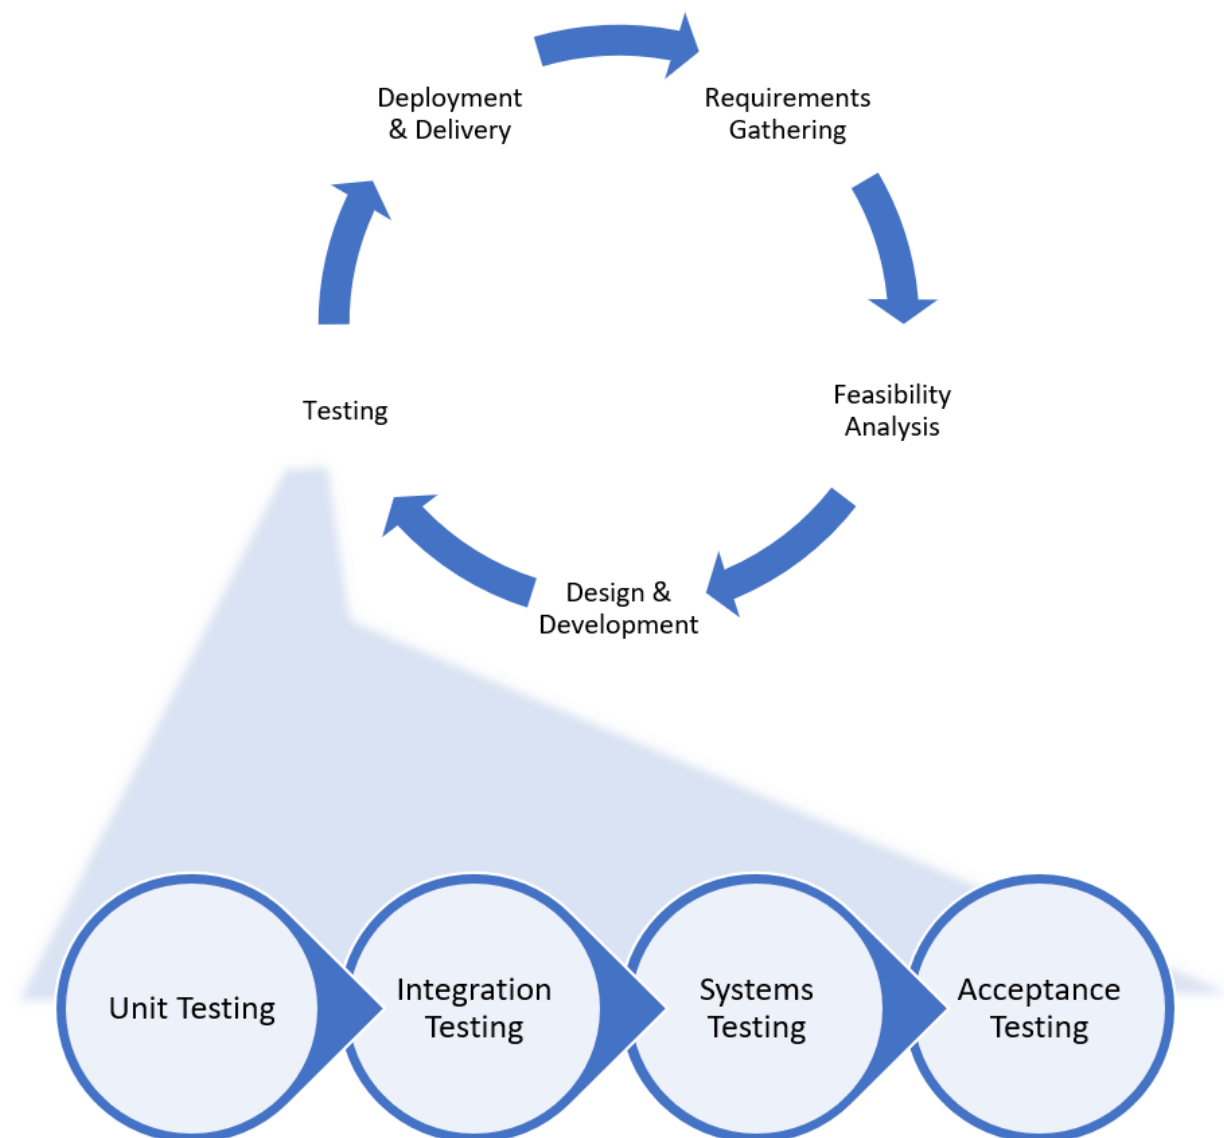 Deployment
& Delivery
Requirements
Gathering
Testing
Feasibility
Analysis
Design &
Development
Unit Testing
Integration
Testing
Systems
Testing
Acceptance
Testing